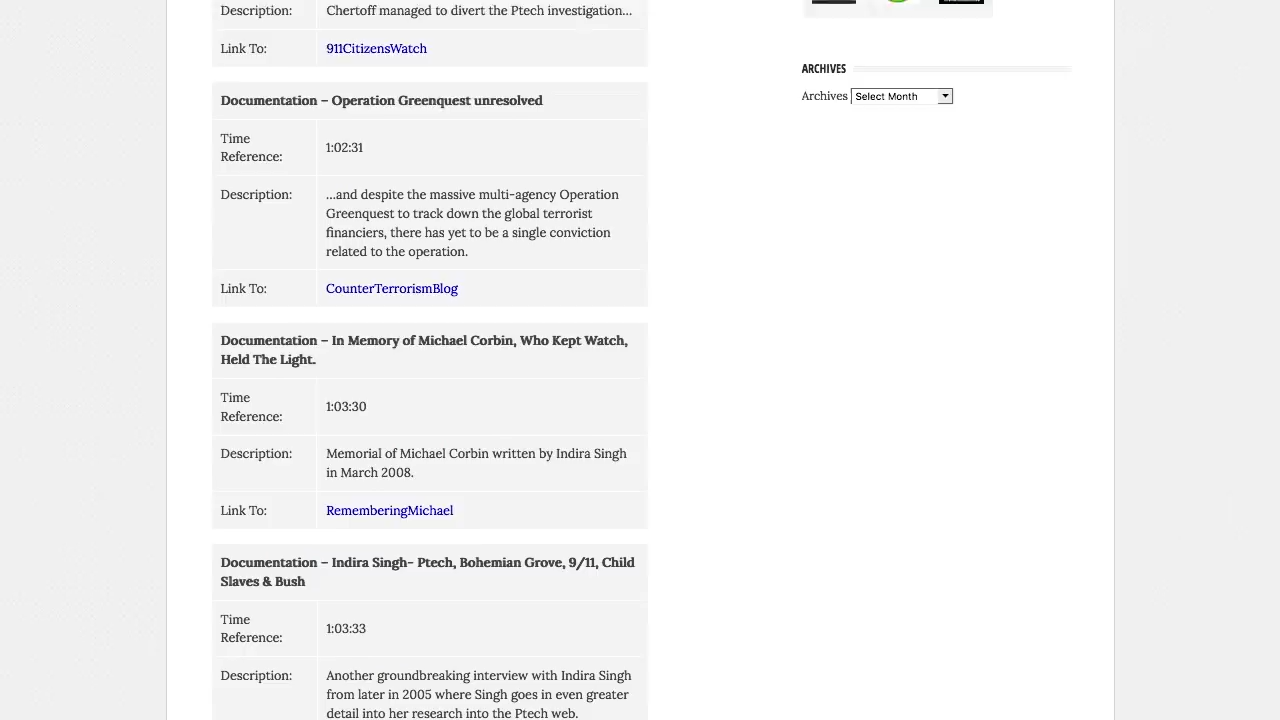 Description: Chertoff managed to divert the Ptech investigation...
Link To: 911CitizensWatch
Documentation – Operation Greenquest unresolved
Time
Reference:
1:02:31
Description: ...and despite the massive multi-agency Operation
Greenquest to track down the global terrorist
financiers, there has yet to be a single conviction
related to the operation.
Link To: CounterTerrorismBlog
Documentation – In Memory of Michael Corbin, Who Kept Watch,
Held The Light.
Time
Reference:
1:03:30
Description: Memorial of Michael Corbin written by Indira Singh
in March 2008.
Link To: RememberingMichael
Documentation – Indira Singh- Ptech, Bohemian Grove, 9/11, Child
Slaves & Bush
Time
Reference:
1:03:33
Description: Another groundbreaking interview with Indira Singh
from later in 2005 where Singh goes in even greater
detail into her research into the Ptech web.
ARCHIVES
Archives Select Month